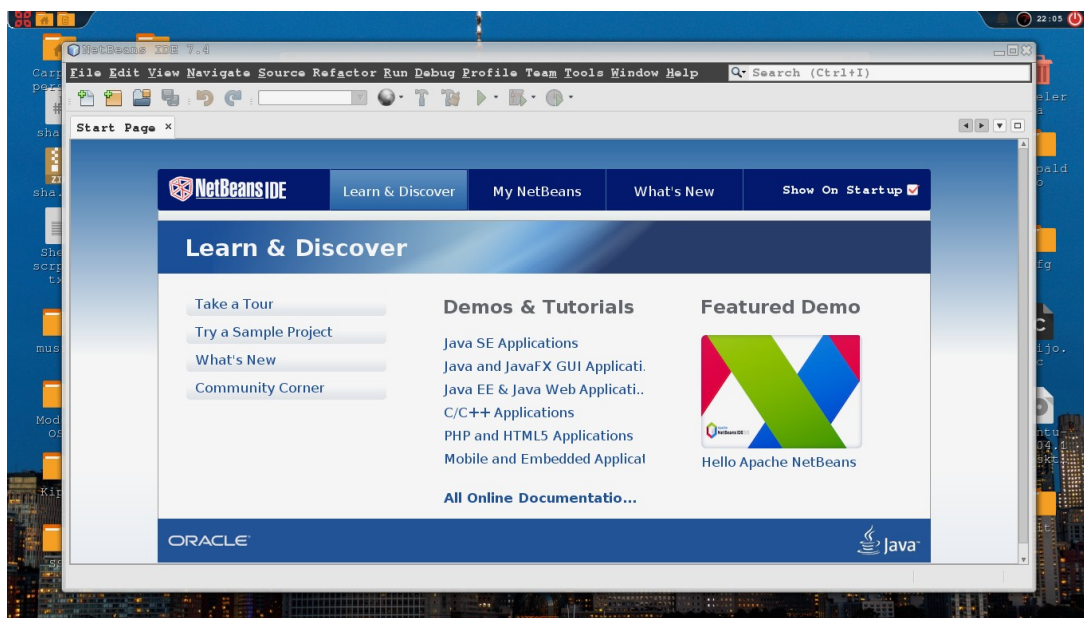 22:05
NetBeans IDE 7.4
File Edit View Navigate Source Refactor Run Debug Profile Team Tools Window Help
Search (Ctrl+I)
Start Page
NetBeans IDE
Learn & Discover
My NetBeans
What's New
Show On Startup
Learn & Discover
Take a Tour
Try a Sample Project
What's New
Community Corner
Demos & Tutorials
Java SE Applications
Java and JavaFX GUI Applicati.
Java EE & Java Web Applicati..
C/C++ Applications
PHP and HTML5 Applications
Mobile and Embedded Applicat
All Online Documentatio...
Featured Demo
Hello Apache NetBeans
ORACLE
Java